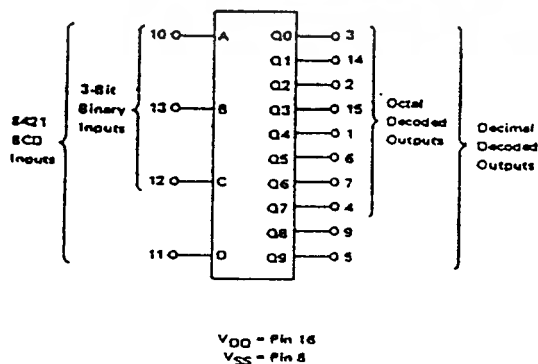 10 A Q0 3
Q1 14
3-Bit
Binary
Inputs
Q2 2
13 B Q3 15
8421
BCD
Inputs
Octal
Decoded
Outputs
Q4 1
Decimal
Decoded
Outputs
Q5 6
12 C Q6 7
Q7 4
Q8 9
11 D Q9 5
VDD = Pin 16
VSS = Pin 8